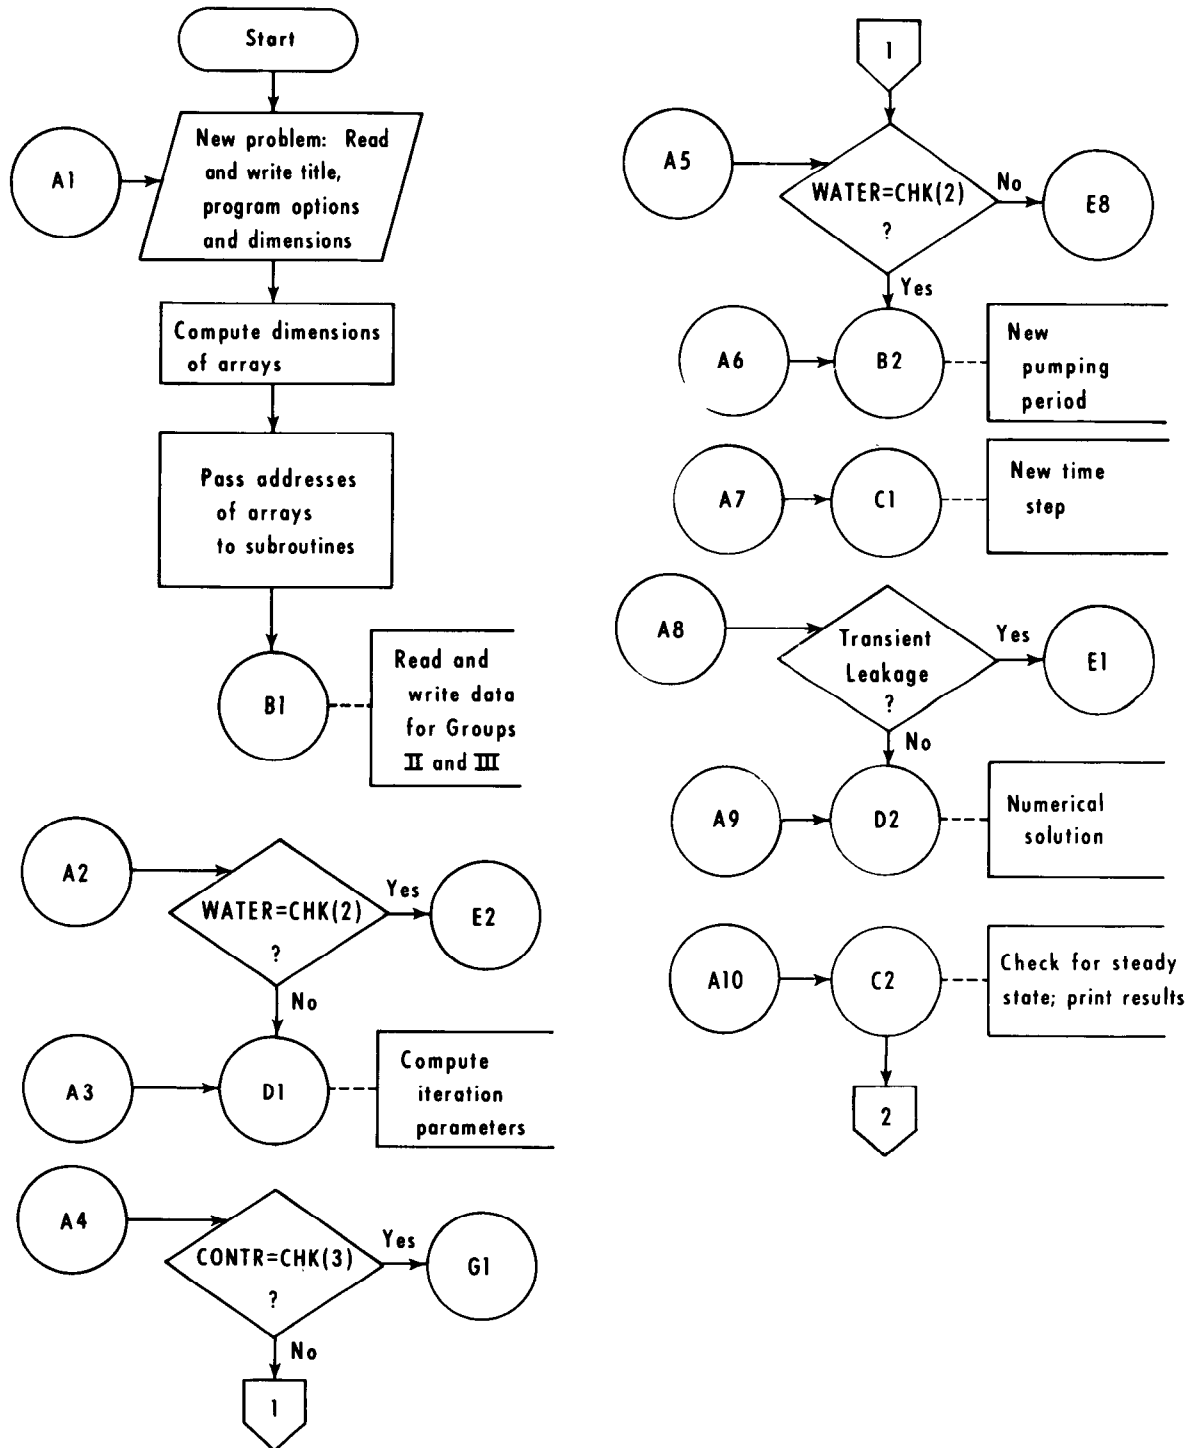 Start
A1
New problem: Read
and write title,
program options
and dimensions
Compute dimensions
of arrays
Pass addresses
of arrays
to subroutines
B1
Read and
write data
for Groups
II and III
A2
WATER=CHK(2)
?
Yes
E2
No
A3
D1
Compute
iteration
parameters
A4
CONTR=CHK(3)
?
Yes
G1
No
1
1
A5
WATER=CHK(2)
?
No
E8
Yes
A6
B2
New
pumping
period
A7
C1
New time
step
A8
Transient
Leakage
?
Yes
E1
No
A9
D2
Numerical
solution
A10
C2
Check for steady
state; print results
2